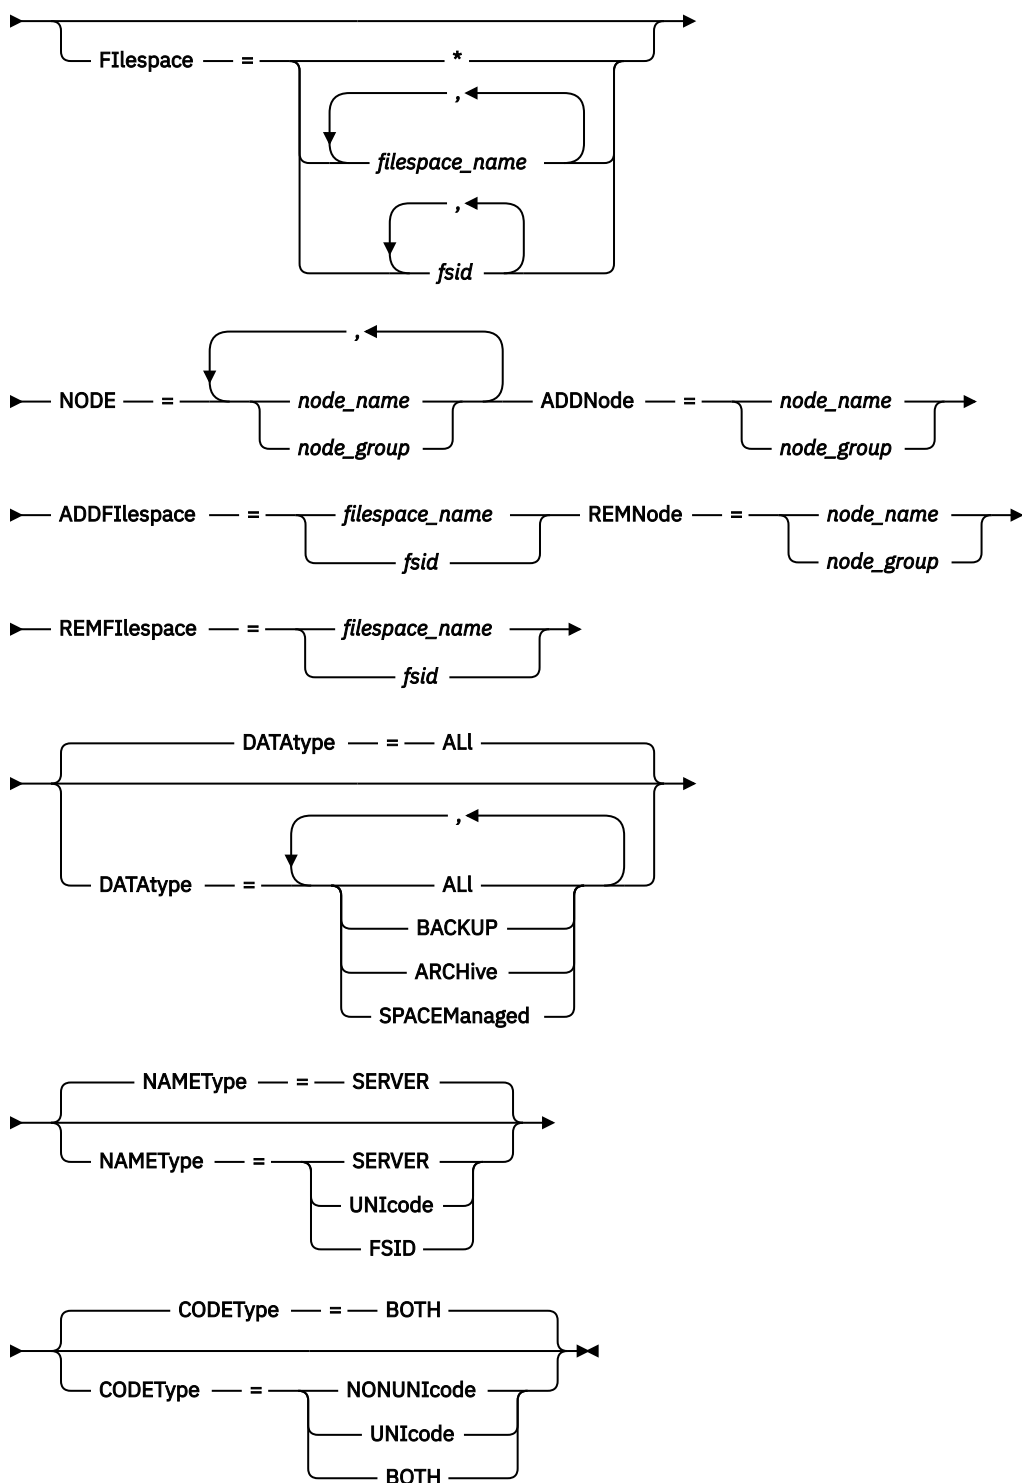 FIlespace = *
,
filespace_name
,
fsid
,
NODE = node_name ADDNode = node_name
node_group node_group
ADDFIlespace = filespace_name REMNode = node_name
fsid node_group
REMFIlespace = filespace_name
fsid
DATAtype = ALl
,
DATAtype = ALl
BACKUP
ARCHive
SPACEManaged
NAMEType = SERVER
NAMEType = SERVER
UNIcode
FSID
CODEType = BOTH
CODEType = NONUNIcode
UNIcode
BOTH